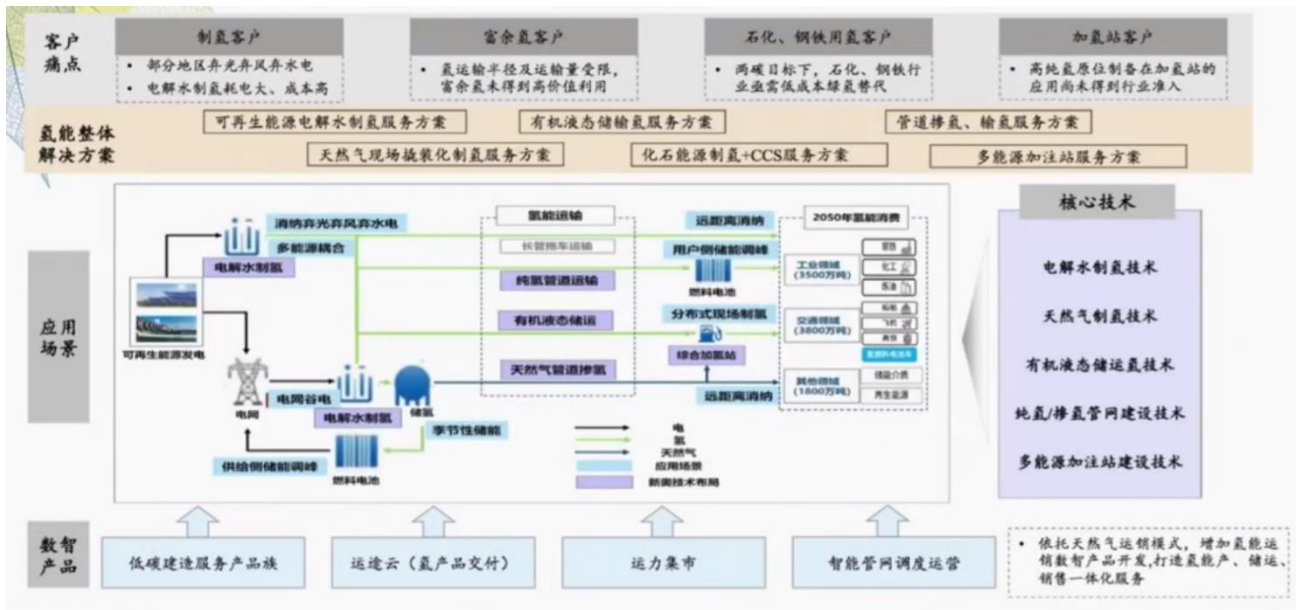 客户
痛点
制氢客户
• 部分地区弃光弃风弃水电
• 电解水制氢耗电大、成本高
富余氢客户
• 氢运输半径及运输量受限，
富余氢未得到高价值利用
石化、钢铁用氢客户
• 两碳目标下，石化、钢铁行
业亟需低成本绿氢替代
加氢站客户
• 高纯氢原位制备在加氢站的
应用尚未得到行业准入
氢能整体
解决方案
可再生能源电解水制氢服务方案
有机液态储输氢服务方案
管道掺氢、输氢服务方案
天然气现场撬装化制氢服务方案
化石能源制氢+CCS服务方案
多能源加注站服务方案
应用
场景
消纳弃光弃风弃水电
多能源耦合
电解水制氢
可再生能源发电
电网
电网谷电
电解水制氢
储氢
季节性储能
供给侧储能调峰
燃料电池
氢能运输
长管拖车运输
纯氢管道运输
有机液态储运
天然气管道掺氢
远距离消纳
用户侧储能调峰
燃料电池
分布式现场制氢
综合加氢站
远距离消纳
2050年氢能消费
工业领域
(3500万吨)
钢铁
化工
炼油
交通领域
(3800万吨)
船舶
飞机
氢燃料电池车
其他领域
(1800万吨)
储能介质
再生能源
电
氢
天然气
应用场景
新奥技术布局
核心技术
电解水制氢技术
天然气制氢技术
有机液态储运氢技术
纯氢/掺氢管网建设技术
多能源加注站建设技术
数智
产品
低碳建造服务产品族
运途云（氢产品交付）
运力集市
智能管网调度运营
• 依托天然气运销模式，增加氢能运
销数智产品开发,打造氢能产、储运、
销售一体化服务